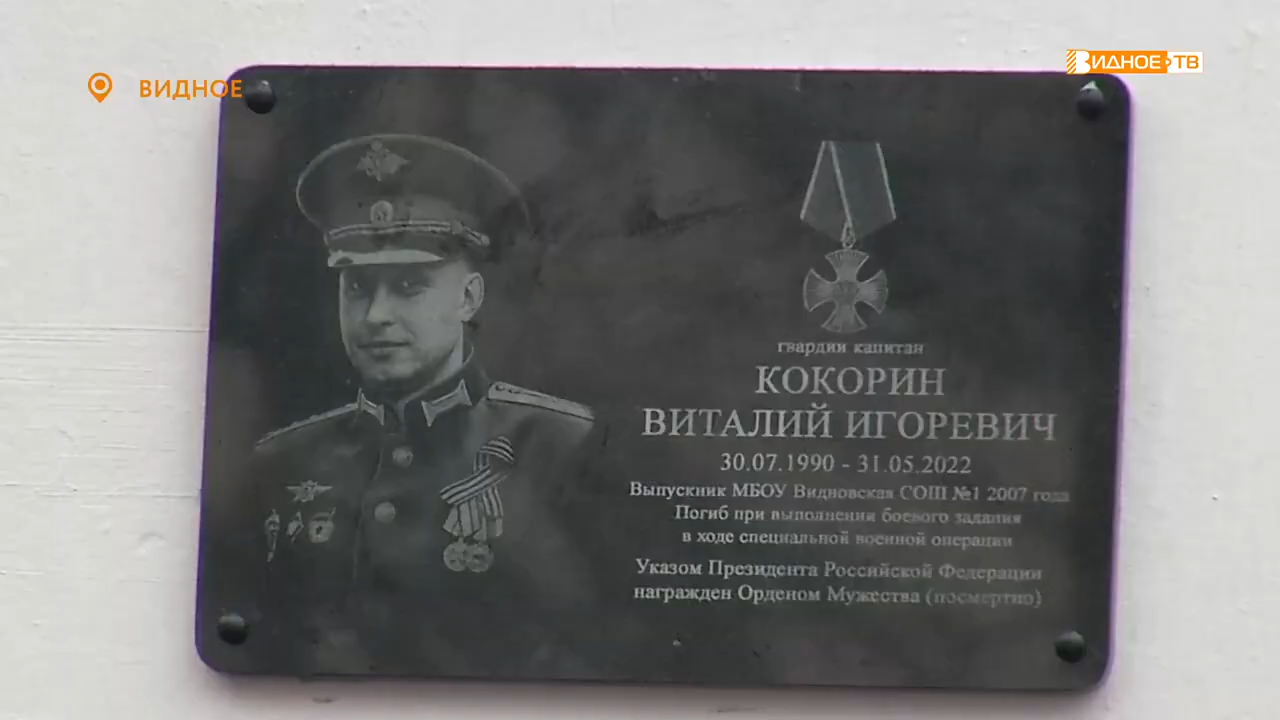 ВИДНОЕ
ВИДНОЕ ТВ
гвардии капитан
КОКОРИН
ВИТАЛИЙ ИГОРЕВИЧ
30.07.1990 - 31.05.2022
Выпускник МБОУ Видновская СОШ №1 2007 года
Погиб при выполнении боевого задания
в ходе специальной военной операции
Указом Президента Российской Федерации
награжден Орденом Мужества (посмертно)